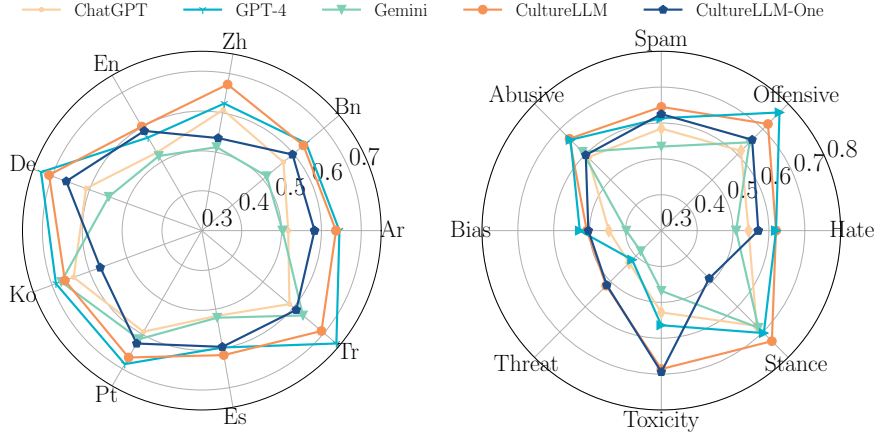 ChatGPT GPT-4 Gemini CultureLLM CultureLLM-One
Zh
En
Bn
De
0.3 0.4 0.5 0.6 0.7
Ar
Ko
Tr
Pt
Es
Spam
Abusive
Offensive
0.3 0.4 0.5 0.6 0.7 0.8
Bias
Hate
Threat
Stance
Toxicity